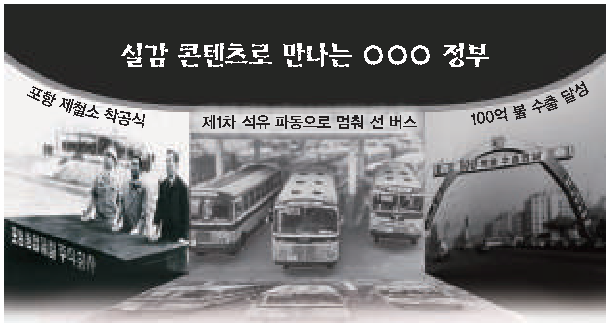 실감 콘텐츠로 만나는 ○○○ 정부
포항 제철소 착공식
제1차 석유 파동으로 멈춰 선 버스
100억 불 수출 달성